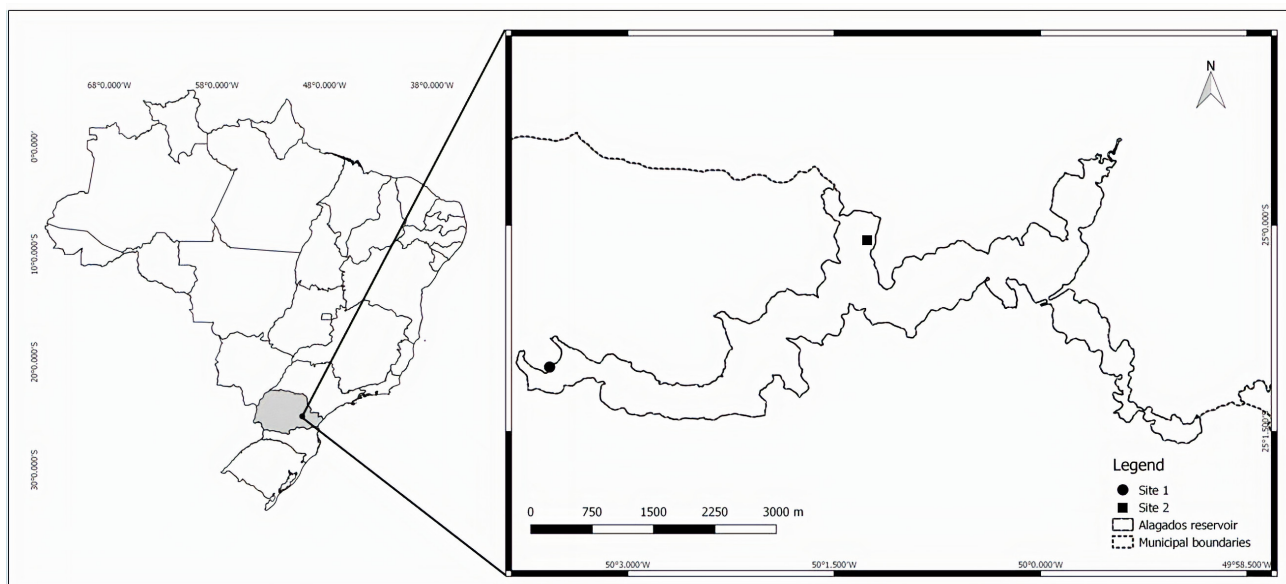 68°0.000'W
58°0.000'W
48°0.000'W
38°0.000'W
0°0.000'
10°0.000'S
20°0.000'S
30°0.000'S
N
25°0.000'S
25°1.500'S
Legend
Site 1
Site 2
Alagados reservoir
Municipal boundaries
0 750 1500 2250 3000 m
50°3.000'W
50°1.500'W
50°0.000'W
49°58.500'W